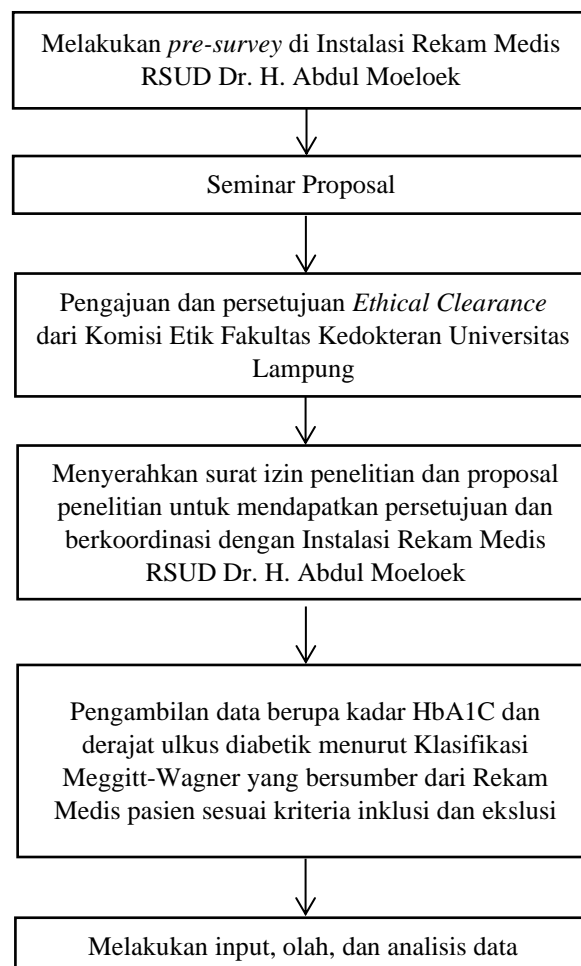 Melakukan pre-survey di Instalasi Rekam Medis
RSUD Dr. H. Abdul Moeloek
Seminar Proposal
Pengajuan dan persetujuan Ethical Clearance
dari Komisi Etik Fakultas Kedokteran Universitas
Lampung
Menyerahkan surat izin penelitian dan proposal
penelitian untuk mendapatkan persetujuan dan
berkoordinasi dengan Instalasi Rekam Medis
RSUD Dr. H. Abdul Moeloek
Pengambilan data berupa kadar HbA1C dan
derajat ulkus diabetik menurut Klasifikasi
Meggitt-Wagner yang bersumber dari Rekam
Medis pasien sesuai kriteria inklusi dan ekslusi
Melakukan input, olah, dan analisis data